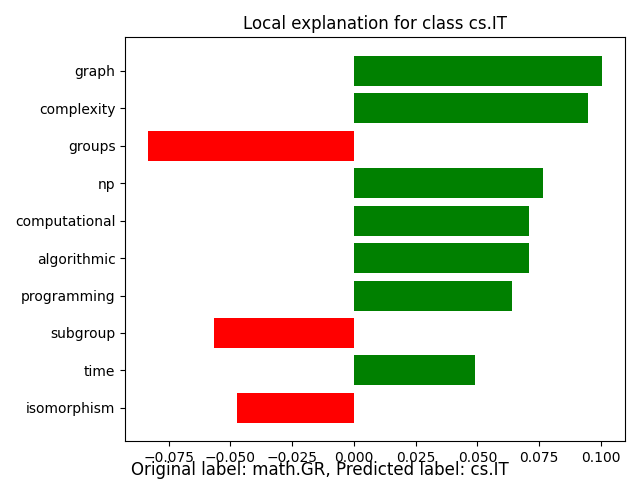 Local explanation for class cs.IT
graph
complexity
groups
np
computational
algorithmic
programming
subgroup
time
isomorphism
−0.075 −0.050 −0.025 0.000 0.025 0.050 0.075 0.100
Original label: math.GR, Predicted label: cs.IT